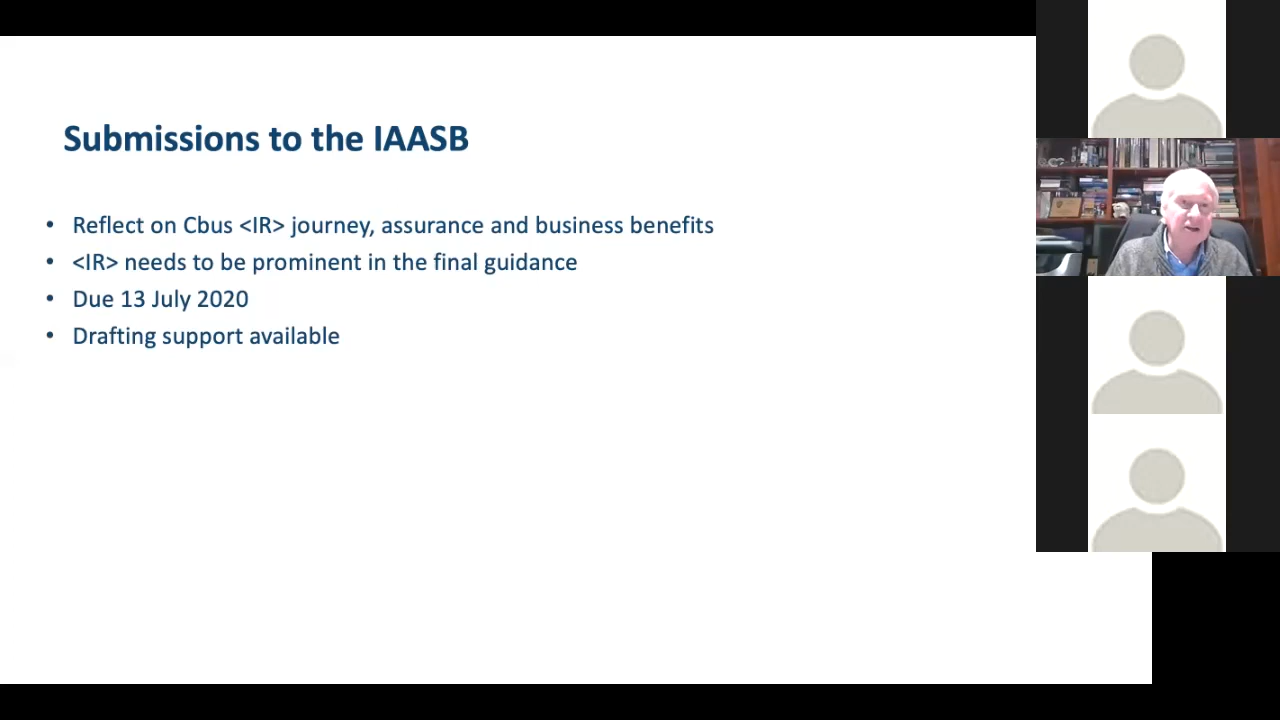 Submissions to the IAASB
• Reflect on Cbus <IR> journey, assurance and business benefits
• <IR> needs to be prominent in the final guidance
• Due 13 July 2020
• Drafting support available